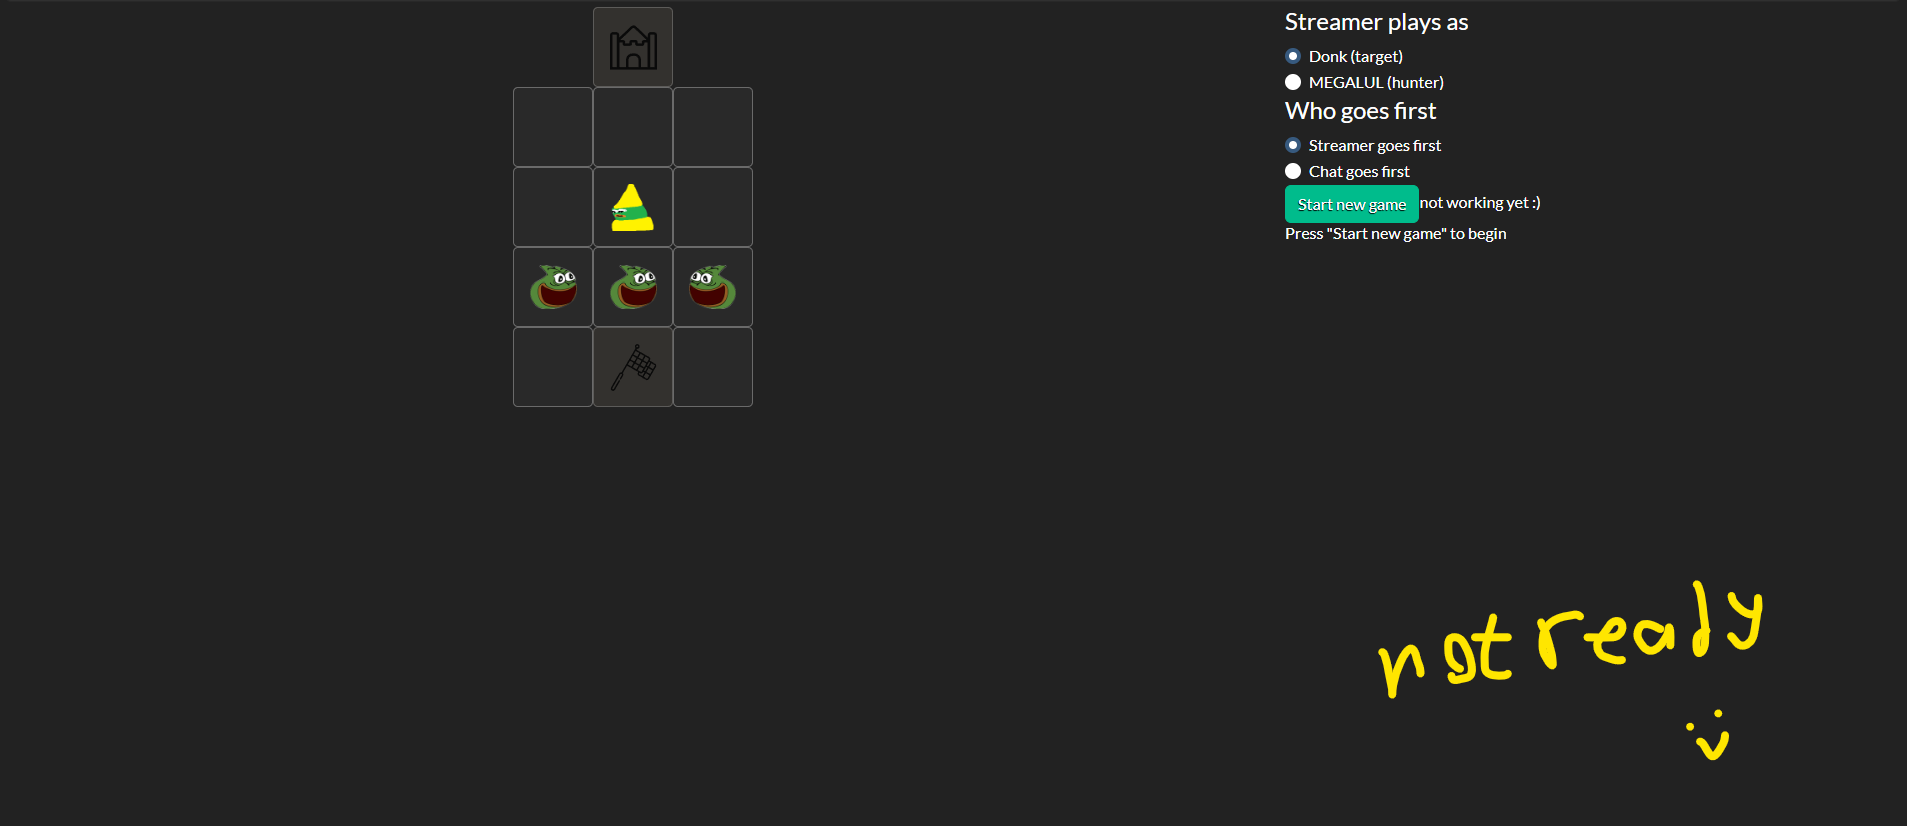 Streamer plays as
Donk (target)
MEGALUL (hunter)
Who goes first
Streamer goes first
Chat goes first
Start new game not working yet :)
Press "Start new game" to begin
not ready